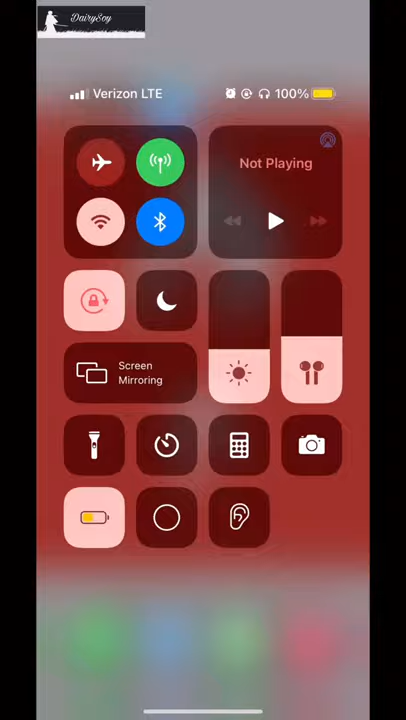 DairySoy
Verizon LTE
100%
Not Playing
Screen
Mirroring